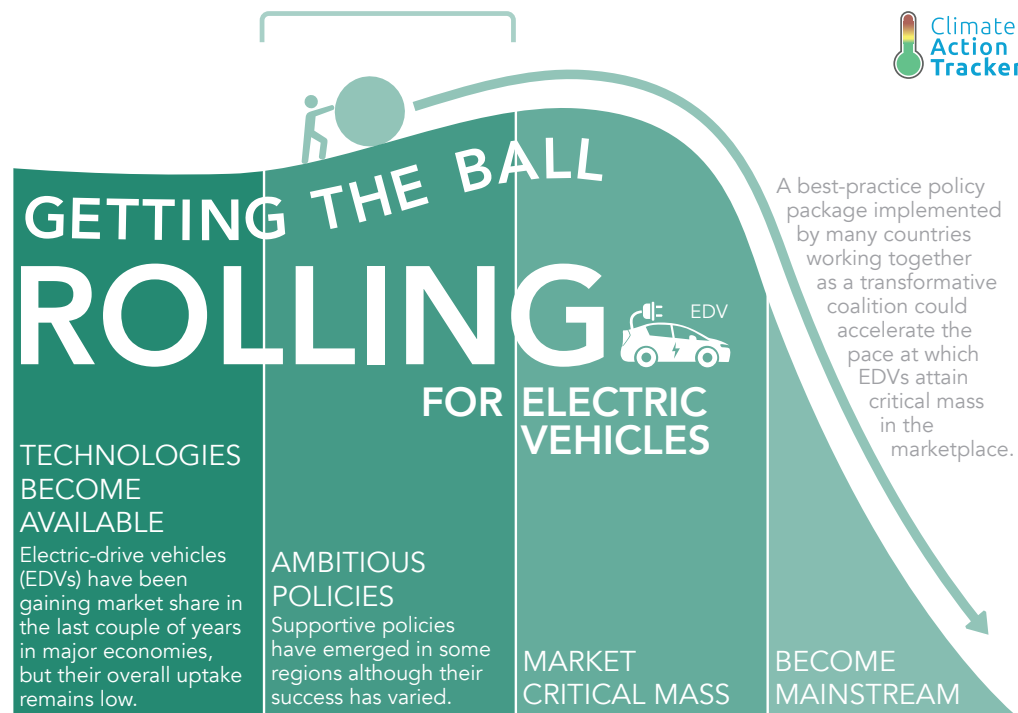 Climate
Action
Tracker
GETTING THE BALL
ROLLING
EDV
FOR ELECTRIC
VEHICLES
A best-practice policy
package implemented
by many countries
working together
as a transformative
coalition could
accelerate the
pace at which
EDVs attain
critical mass
in the
marketplace.
TECHNOLOGIES
BECOME
AVAILABLE
Electric-drive vehicles
(EDVs) have been
gaining market share in
the last couple of years
in major economies,
but their overall uptake
remains low.
AMBITIOUS
POLICIES
Supportive policies
have emerged in some
regions although their
success has varied.
MARKET
CRITICAL MASS
BECOME
MAINSTREAM